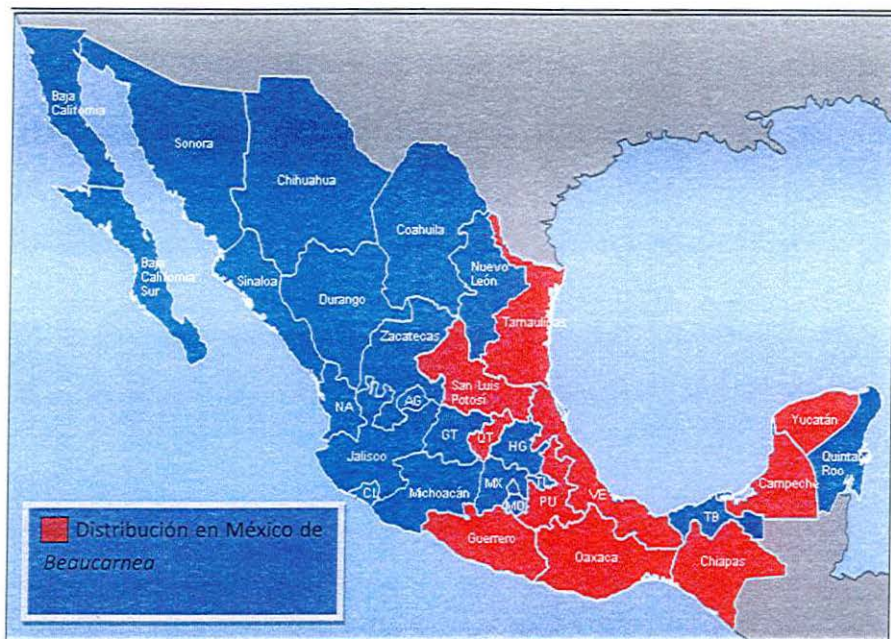 Baja
California
Sonora
Chihuahua
Coahuila
Baja
California
Sur
Sinaloa
Nuevo
León
Durango
Tamaulipas
Zacatecas
San Luis
Potosí
NA
AG
GT
HG
Yucatán
Quintana
Roo
Jalisco
Campeche
CL
Michoacán
MX
TL
MO
PU
VE
TB
Guerrero
Oaxaca
Chiapas
Distribución en México de
Beaucarnea